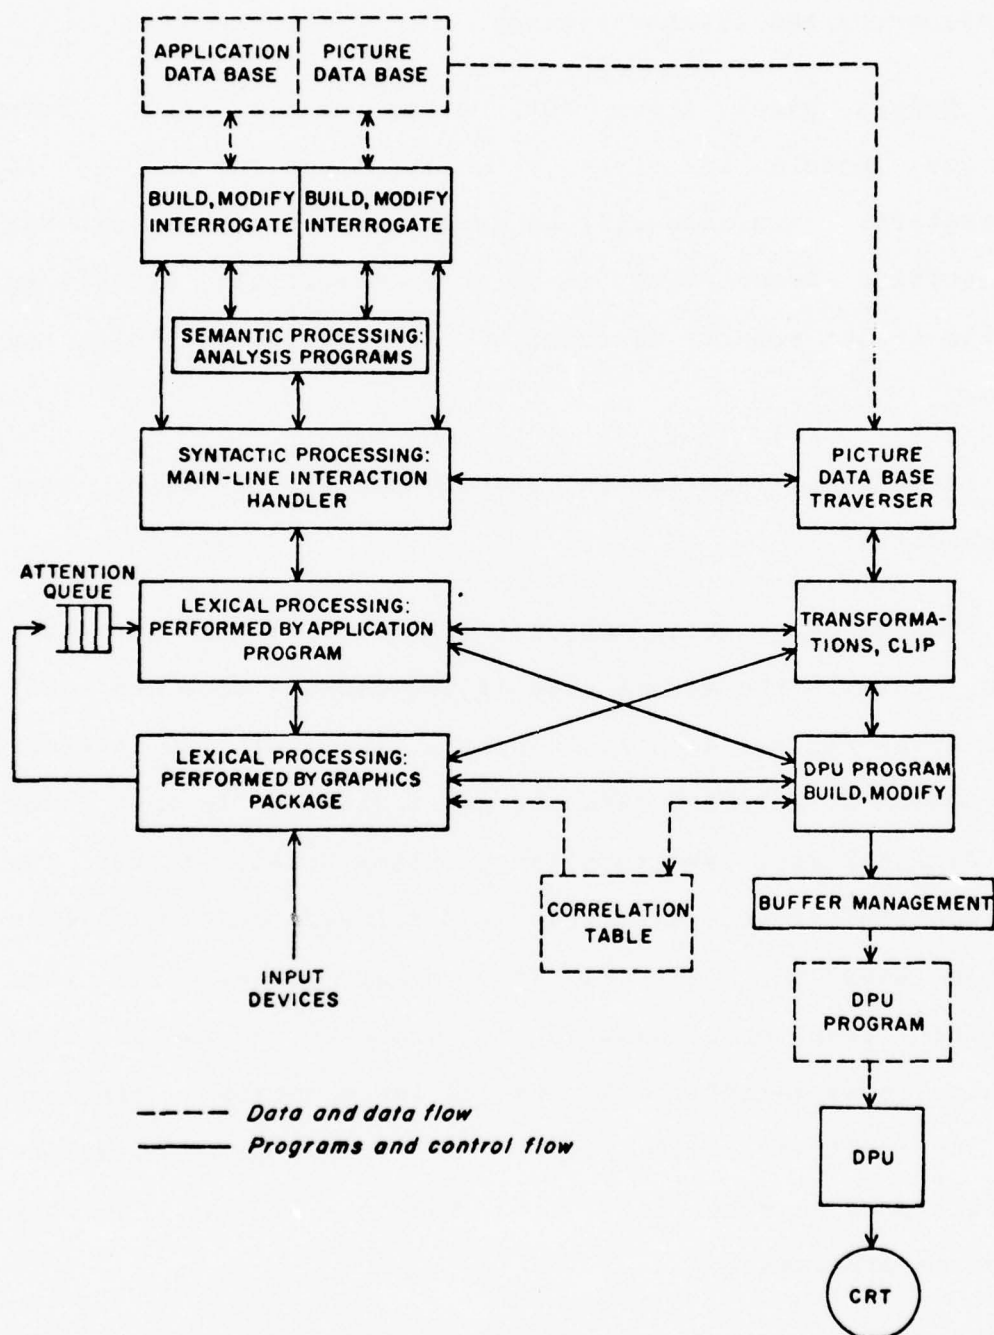 APPLICATION
DATA BASE
PICTURE
DATA BASE
BUILD, MODIFY
INTERROGATE
BUILD, MODIFY
INTERROGATE
SEMANTIC PROCESSING:
ANALYSIS PROGRAMS
SYNTACTIC PROCESSING:
MAIN-LINE INTERACTION
HANDLER
PICTURE
DATA BASE
TRAVERSER
ATTENTION
QUEUE
LEXICAL PROCESSING:
PERFORMED BY APPLICATION
PROGRAM
TRANSFORMA-
TIONS, CLIP
LEXICAL PROCESSING:
PERFORMED BY GRAPHICS
PACKAGE
DPU PROGRAM
BUILD, MODIFY
CORRELATION
TABLE
BUFFER MANAGEMENT
INPUT
DEVICES
DPU
PROGRAM
Data and data flow
Programs and control flow
DPU
CRT